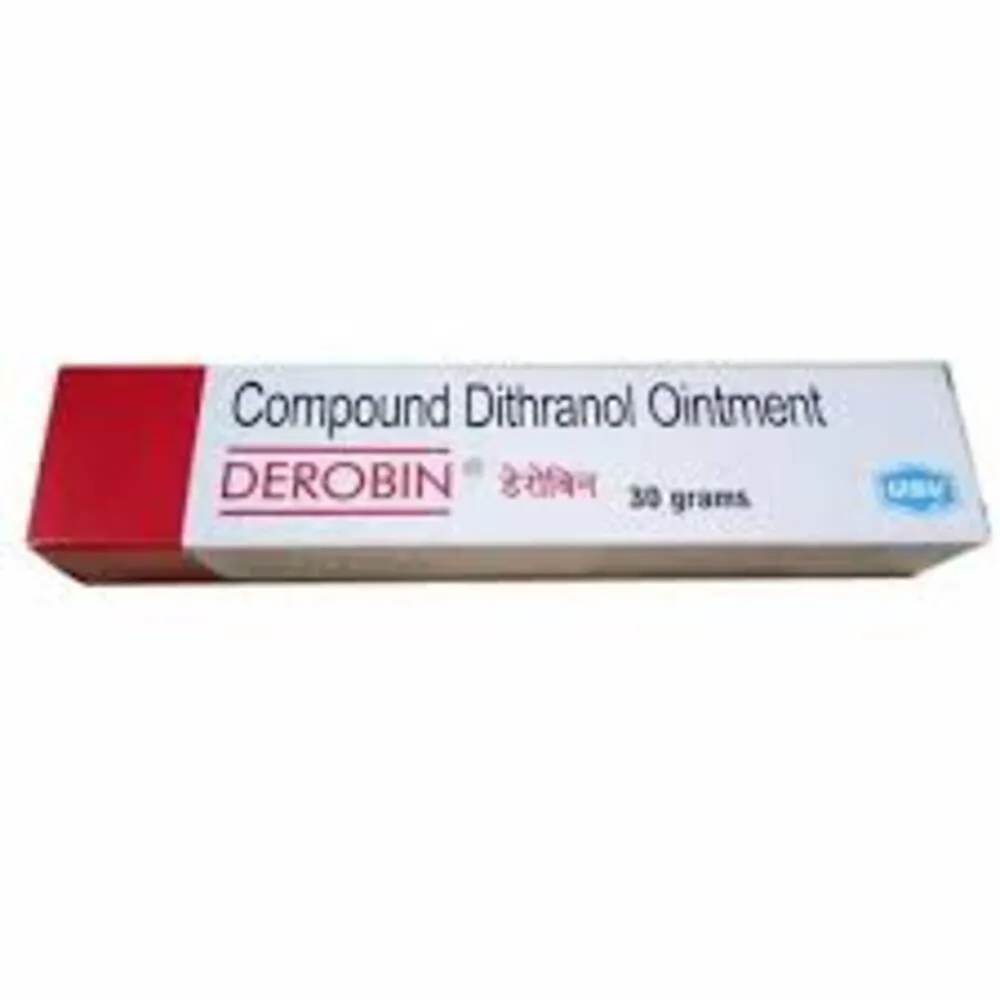 Compound Dithranol Ointment
DEROBIN® डेरोबिन 30 grams
USV